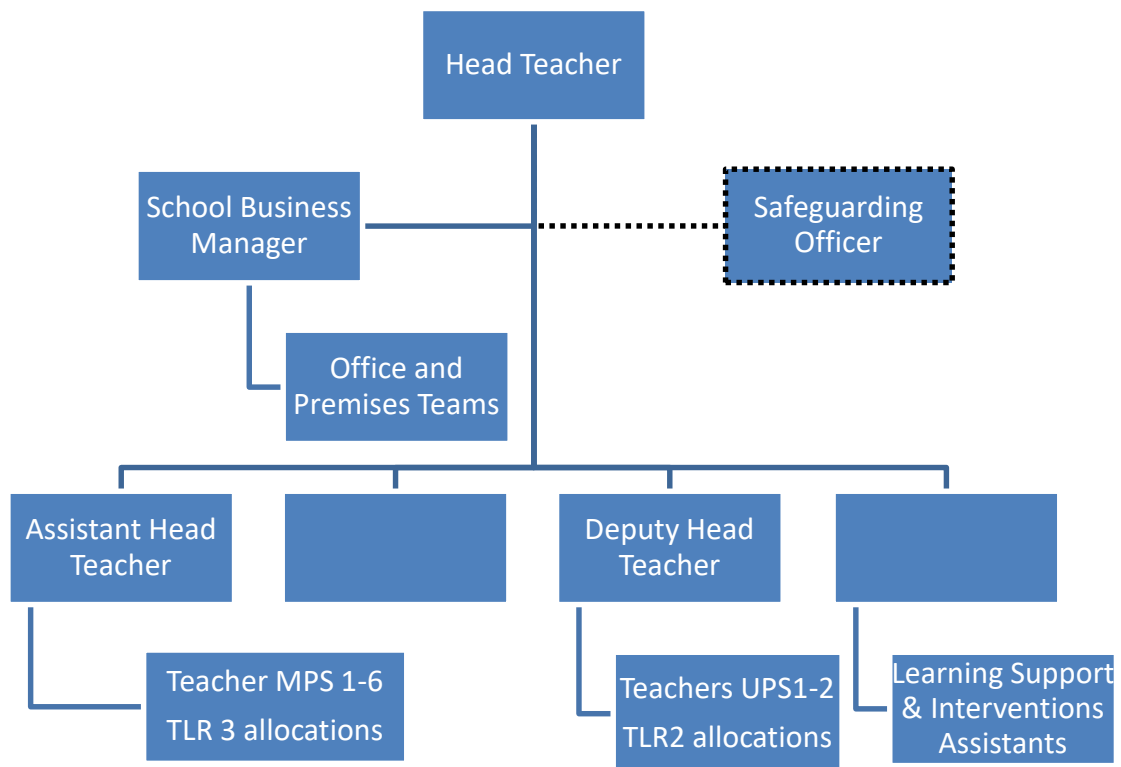 Head Teacher
School Business
Manager
Safeguarding
Officer
Office and
Premises Teams
Assistant Head
Teacher
Deputy Head
Teacher
Teacher MPS 1-6
TLR 3 allocations
Teachers UPS1-2
TLR2 allocations
Learning Support
& Interventions
Assistants